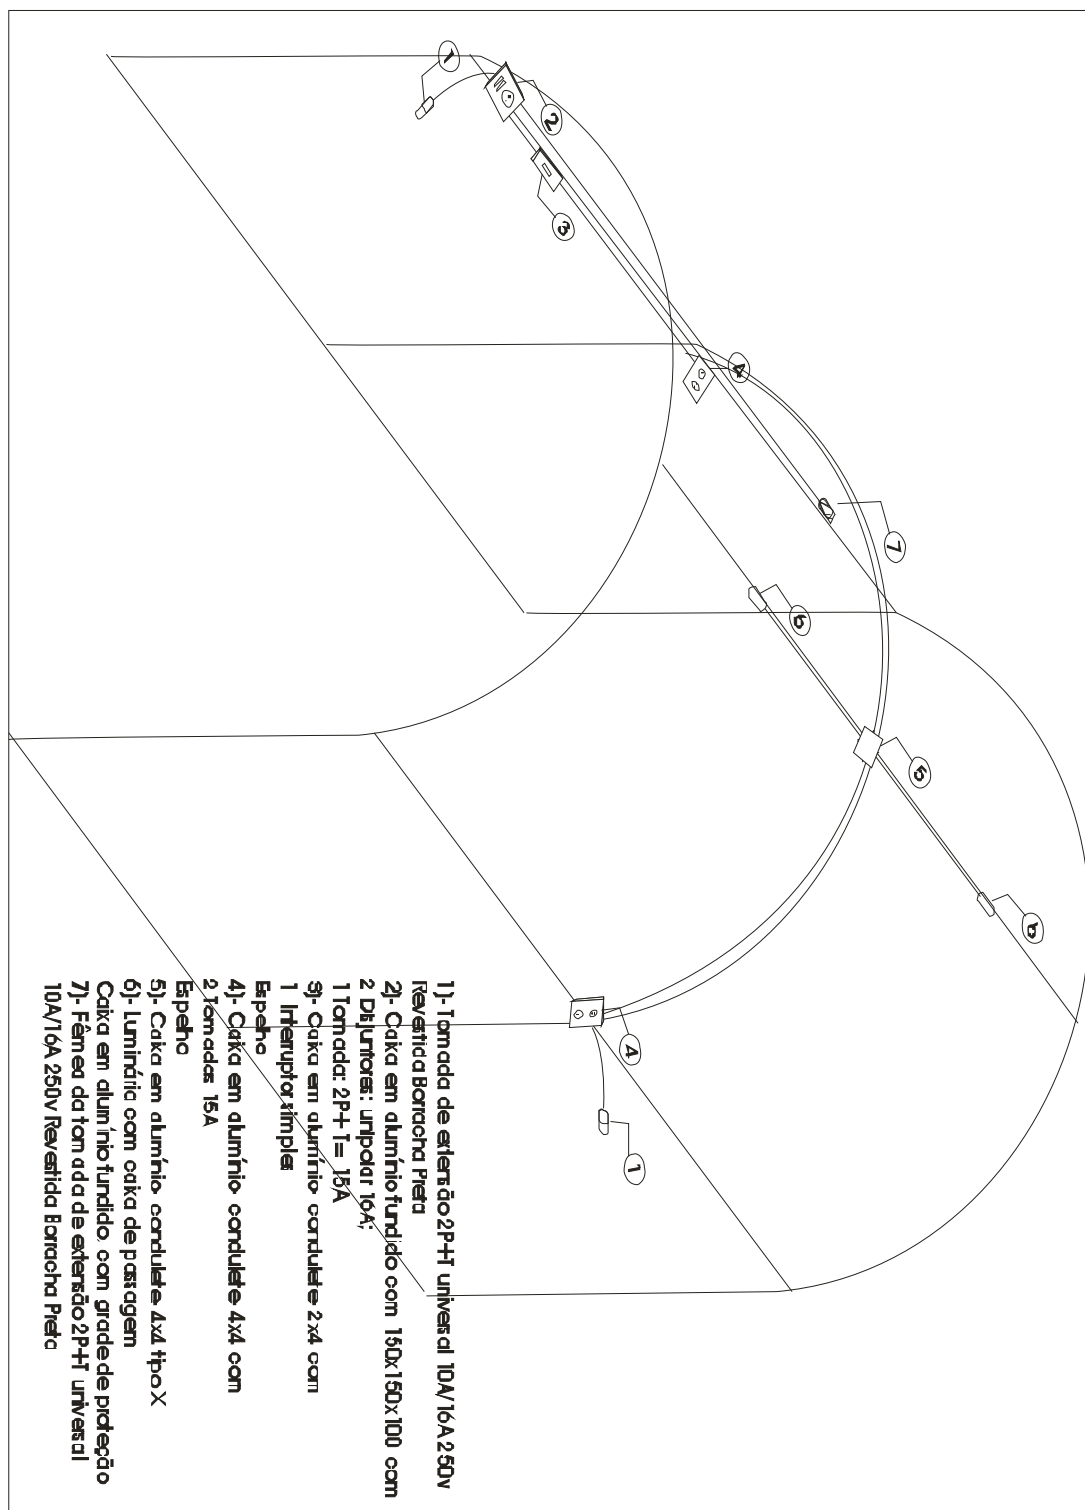 1
2
3
4
7
6
5
6
4
1
1)- Tomada de extensão 2P+T universal 10A/16A 250v
Revestida Borracha Preta
2)- Caixa em alumínio fundido com 150x150x100 com
2 Disjuntores: unipolar 16A;
1 Tomada: 2P+T= 15A
3)- Caixa em alumínio condulete 2x4 com
1 Interruptor simples
Espelho
4)- Caixa em alumínio condulete 4x4 com
2 Tomadas 15A
Espelho
5)- Caixa em alumínio condulete 4x4 tipo X
6)- Luminária com caixa de passagem
Caixa em alumínio fundido, com grade de proteção
7)- Fêmea da tomada de extensão 2P+T universal
10A/16A 250v Revestida Borracha Preta